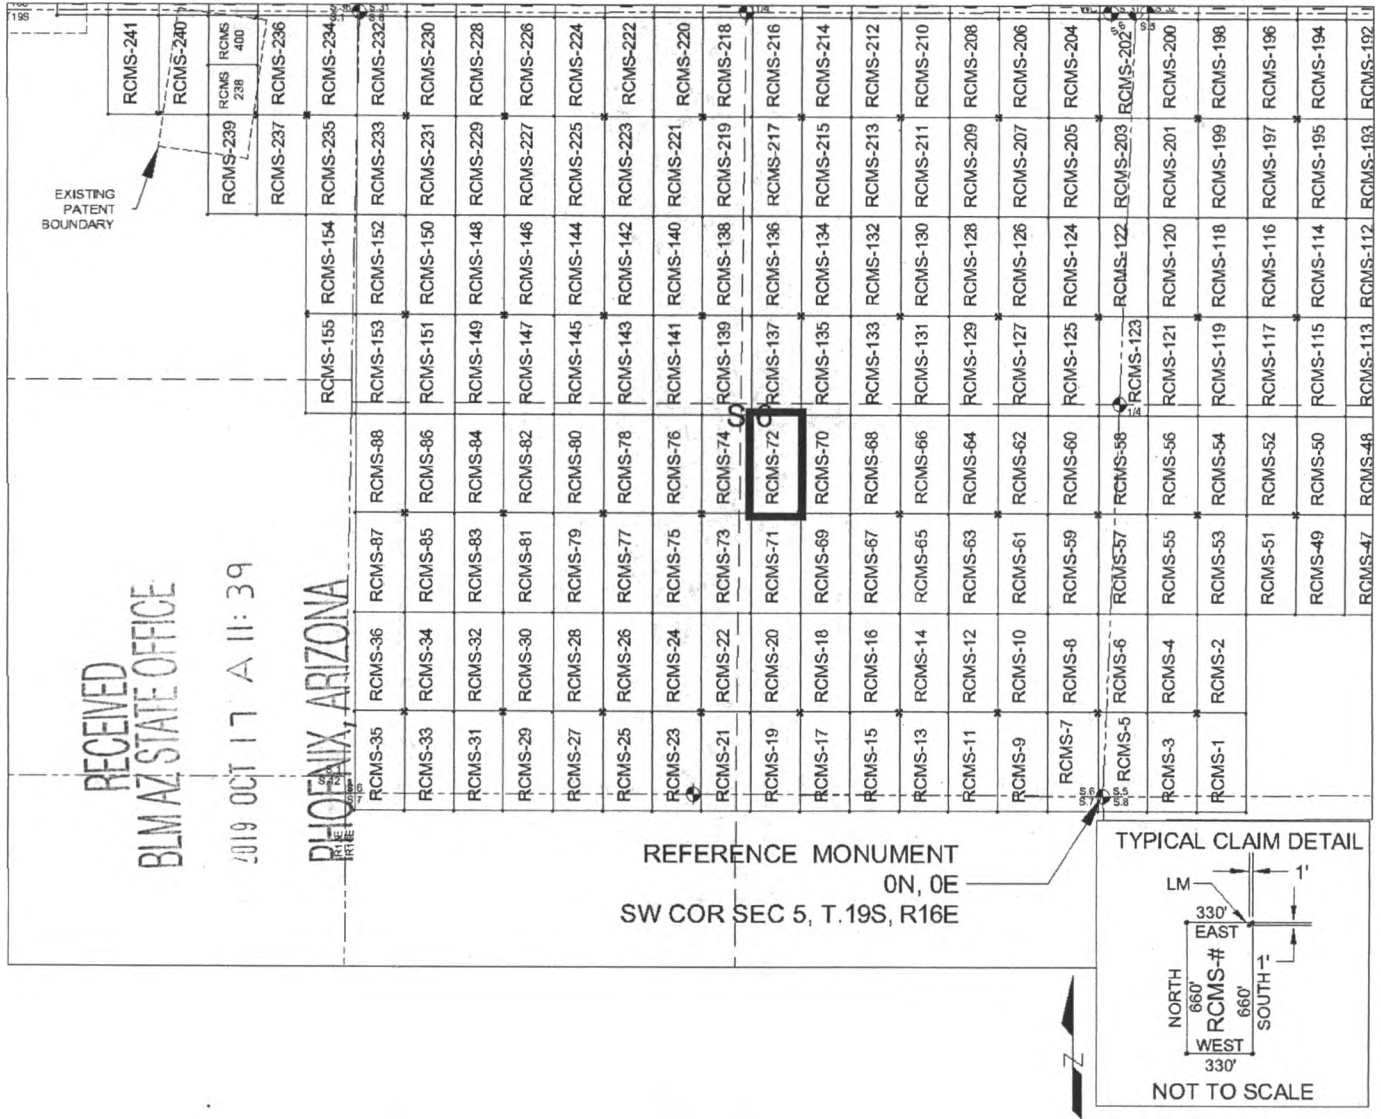 T19S
RCMS-241
RCMS-240
RCMS 400
RCMS 238
RCMS-236
RCMS-234
RCMS-232
RCMS-230
RCMS-228
RCMS-226
RCMS-224
RCMS-222
RCMS-220
RCMS-218
RCMS-216
RCMS-214
RCMS-212
RCMS-210
RCMS-208
RCMS-206
RCMS-204
RCMS-202
RCMS-200
RCMS-198
RCMS-196
RCMS-194
RCMS-192
1/4
RCMS-239
RCMS-237
RCMS-235
RCMS-233
RCMS-231
RCMS-229
RCMS-227
RCMS-225
RCMS-223
RCMS-221
RCMS-219
RCMS-217
RCMS-215
RCMS-213
RCMS-211
RCMS-209
RCMS-207
RCMS-205
RCMS-203
RCMS-201
RCMS-199
RCMS-197
RCMS-195
RCMS-193
EXISTING
PATENT
BOUNDARY
RCMS-154
RCMS-152
RCMS-150
RCMS-148
RCMS-146
RCMS-144
RCMS-142
RCMS-140
RCMS-138
RCMS-136
RCMS-134
RCMS-132
RCMS-130
RCMS-128
RCMS-126
RCMS-124
RCMS-122
RCMS-120
RCMS-118
RCMS-116
RCMS-114
RCMS-112
RCMS-155
RCMS-153
RCMS-151
RCMS-149
RCMS-147
RCMS-145
RCMS-143
RCMS-141
RCMS-139
RCMS-137
RCMS-135
RCMS-133
RCMS-131
RCMS-129
RCMS-127
RCMS-125
RCMS-123
RCMS-121
RCMS-119
RCMS-117
RCMS-115
RCMS-113
1/4
S 6
RCMS-88
RCMS-86
RCMS-84
RCMS-82
RCMS-80
RCMS-78
RCMS-76
RCMS-74
RCMS-72
RCMS-70
RCMS-68
RCMS-66
RCMS-64
RCMS-62
RCMS-60
RCMS-58
RCMS-56
RCMS-54
RCMS-52
RCMS-50
RCMS-48
RCMS-87
RCMS-85
RCMS-83
RCMS-81
RCMS-79
RCMS-77
RCMS-75
RCMS-73
RCMS-71
RCMS-69
RCMS-67
RCMS-65
RCMS-63
RCMS-61
RCMS-59
RCMS-57
RCMS-55
RCMS-53
RCMS-51
RCMS-49
RCMS-47
RCMS-36
RCMS-34
RCMS-32
RCMS-30
RCMS-28
RCMS-26
RCMS-24
RCMS-22
RCMS-20
RCMS-18
RCMS-16
RCMS-14
RCMS-12
RCMS-10
RCMS-8
RCMS-6
RCMS-4
RCMS-2
RCMS-35
RCMS-33
RCMS-31
RCMS-29
RCMS-27
RCMS-25
RCMS-23
RCMS-21
RCMS-19
RCMS-17
RCMS-15
RCMS-13
RCMS-11
RCMS-9
RCMS-7
RCMS-5
RCMS-3
RCMS-1
S.6 S.5
S.7 S.8
RECEIVED
BLM AZ STATE OFFICE
2019 OCT 17 A 11: 39
PHOENIX, ARIZONA
REFERENCE MONUMENT
0N, 0E
SW COR SEC 5, T.19S, R16E
TYPICAL CLAIM DETAIL
LM
1'
330'
EAST
1'
NORTH
660'
RCMS-#
660'
SOUTH
WEST
330'
NOT TO SCALE
Z